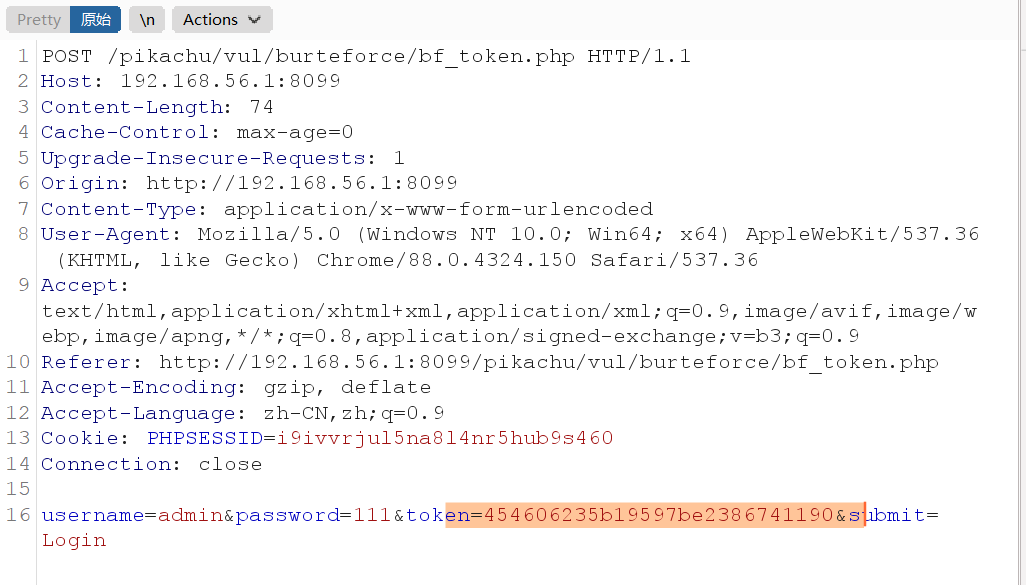 Pretty 原始 \n Actions
1 POST /pikachu/vul/burteforce/bf_token.php HTTP/1.1
2 Host: 192.168.56.1:8099
3 Content-Length: 74
4 Cache-Control: max-age=0
5 Upgrade-Insecure-Requests: 1
6 Origin: http://192.168.56.1:8099
7 Content-Type: application/x-www-form-urlencoded
8 User-Agent: Mozilla/5.0 (Windows NT 10.0; Win64; x64) AppleWebKit/537.36
(KHTML, like Gecko) Chrome/88.0.4324.150 Safari/537.36
9 Accept:
text/html,application/xhtml+xml,application/xml;q=0.9,image/avif,image/w
ebp,image/apng,*/*;q=0.8,application/signed-exchange;v=b3;q=0.9
10 Referer: http://192.168.56.1:8099/pikachu/vul/burteforce/bf_token.php
11 Accept-Encoding: gzip, deflate
12 Accept-Language: zh-CN,zh;q=0.9
13 Cookie: PHPSESSID=i9ivvrjul5na8l4nr5hub9s460
14 Connection: close
15
16 username=admin&password=111&token=454606235b19597be2386741190&submit=
Login